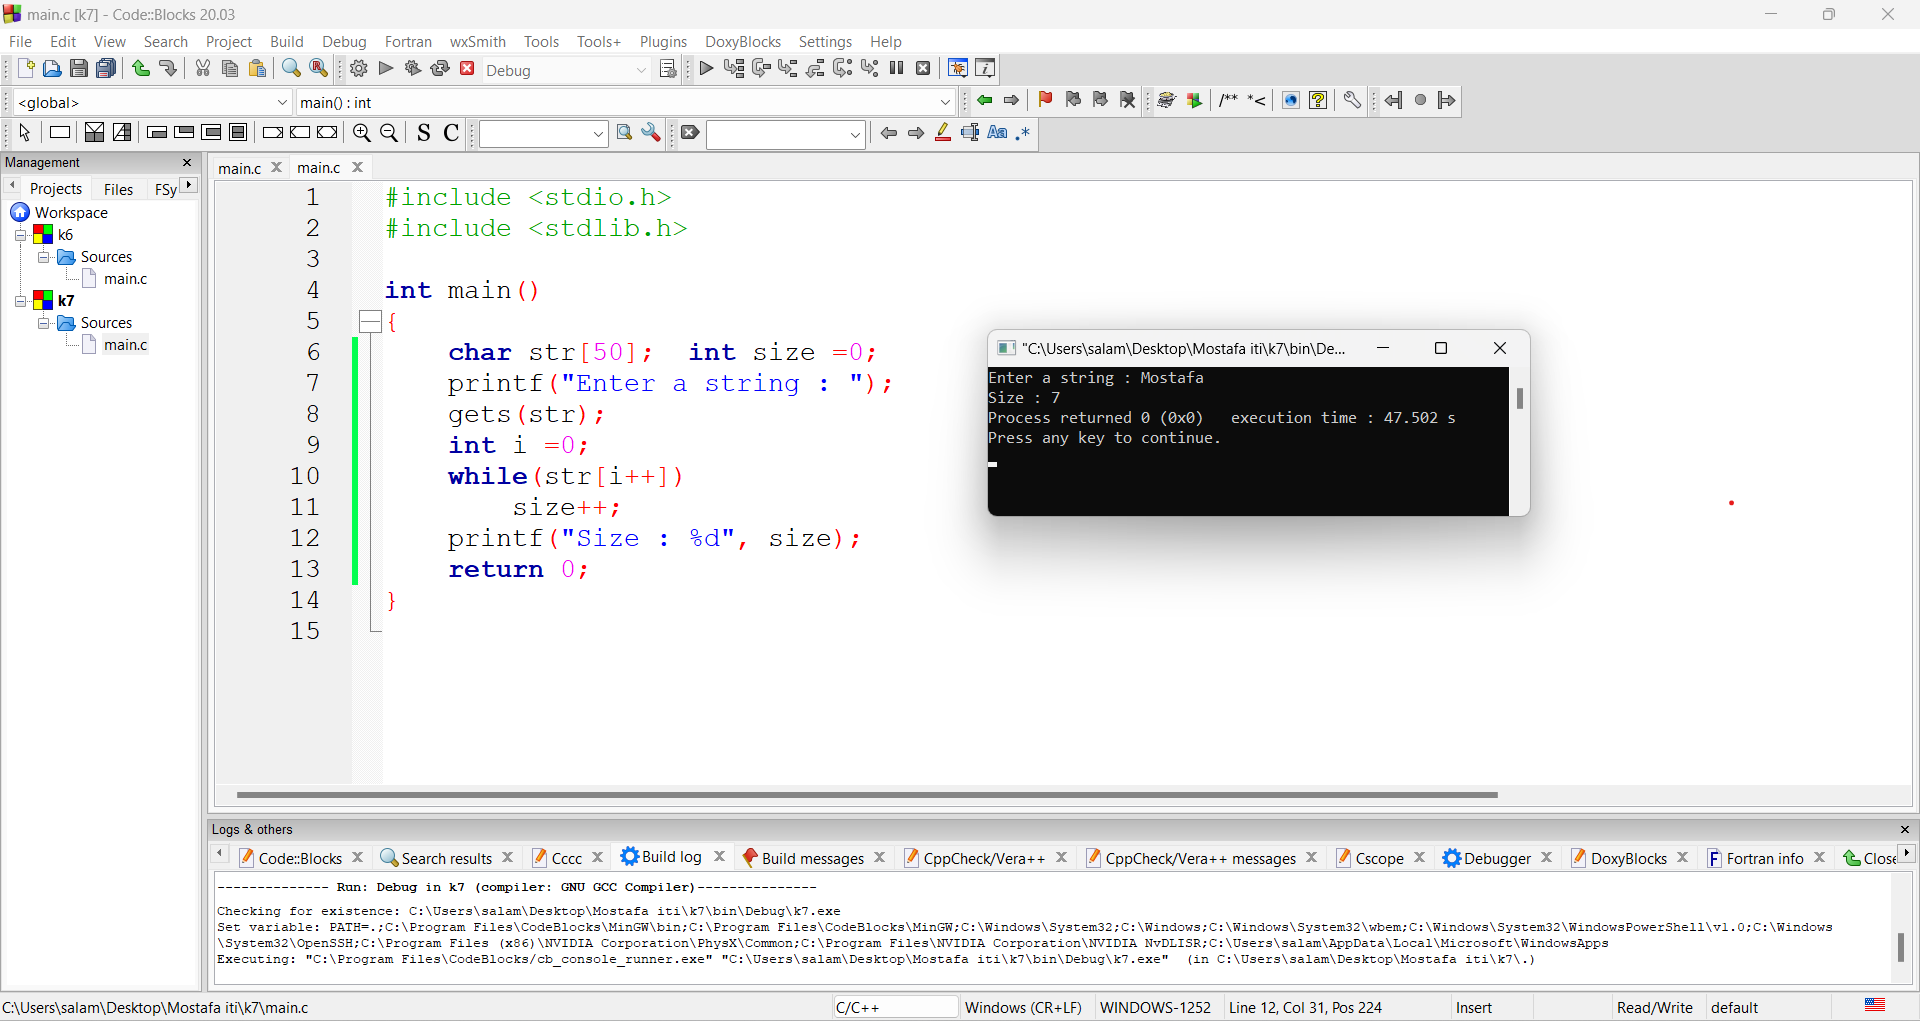 main.c [k7] - Code::Blocks 20.03
File Edit View Search Project Build Debug Fortran wxSmith Tools Tools+ Plugins DoxyBlocks Settings Help
Debug
<global> main() : int
/** *<
S C
Aa .*
Management
Projects Files FSy
Workspace
k6
Sources
main.c
k7
Sources
main.c
main.c main.c
1 #include <stdio.h>
2 #include <stdlib.h>
3
4 int main()
5 {
6 char str[50]; int size =0;
7 printf("Enter a string : ");
8 gets(str);
9 int i =0;
10 while(str[i++])
11 size++;
12 printf("Size : %d", size);
13 return 0;
14 }
15
"C:\Users\salam\Desktop\Mostafa iti\k7\bin\De...
Enter a string : Mostafa
Size : 7
Process returned 0 (0x0) execution time : 47.502 s
Press any key to continue.
Logs & others
Code::Blocks Search results Cccc Build log Build messages CppCheck/Vera++ CppCheck/Vera++ messages Cscope Debugger DoxyBlocks Fortran info Close
-------------- Run: Debug in k7 (compiler: GNU GCC Compiler)---------------
Checking for existence: C:\Users\salam\Desktop\Mostafa iti\k7\bin\Debug\k7.exe
Set variable: PATH=.;C:\Program Files\CodeBlocks\MinGW\bin;C:\Program Files\CodeBlocks\MinGW;C:\Windows\System32;C:\Windows;C:\Windows\System32\wbem;C:\Windows\System32\WindowsPowerShell\v1.0;C:\Windows
\System32\OpenSSH;C:\Program Files (x86)\NVIDIA Corporation\PhysX\Common;C:\Program Files\NVIDIA Corporation\NVIDIA NvDLISR;C:\Users\salam\AppData\Local\Microsoft\WindowsApps
Executing: "C:\Program Files\CodeBlocks/cb_console_runner.exe" "C:\Users\salam\Desktop\Mostafa iti\k7\bin\Debug\k7.exe" (in C:\Users\salam\Desktop\Mostafa iti\k7\.)
C:\Users\salam\Desktop\Mostafa iti\k7\main.c C/C++ Windows (CR+LF) WINDOWS-1252 Line 12, Col 31, Pos 224 Insert Read/Write default